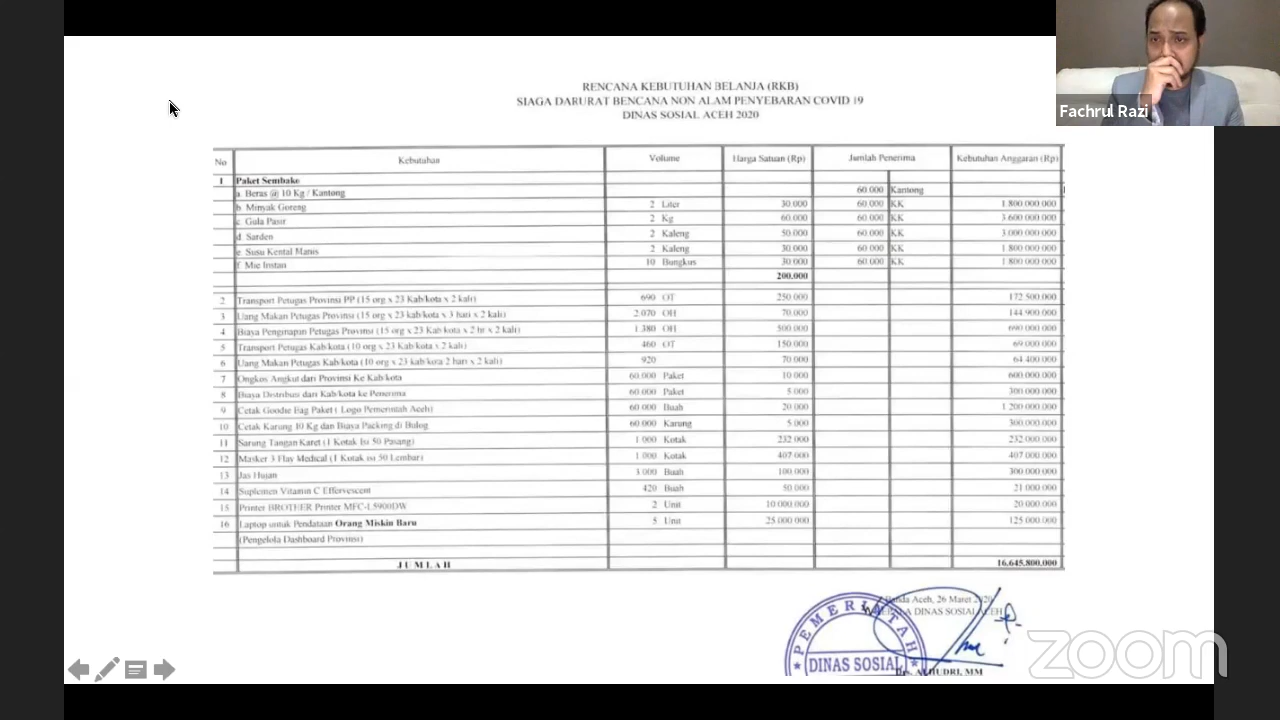 Fachrul Razi
RENCANA KEBUTUHAN BELANJA (RKB)
SIAGA DARURAT BENCANA NON ALAM PENYEBARAN COVID 19
DINAS SOSIAL ACEH 2020
No Kebutuhan Volume Harga Satuan (Rp) Jumlah Penerima Kebutuhan Anggaran (Rp)
1 Paket Sembako
a Beras @ 10 Kg / Kantong 60 000 Kantong
b Minyak Goreng 2 Liter 30 000 60 000 KK 1 800 000 000
c Gula Pasir 2 Kg 60 000 60 000 KK 3 600 000 000
d Sarden 2 Kaleng 50 000 60 000 KK 3 000 000 000
e Susu Kental Manis 2 Kaleng 30 000 60 000 KK 1 800 000 000
f Mie Instan 10 Bungkus 30 000 60 000 KK 1 800 000 000
200.000
2 Transport Petugas Provinsi PP (15 org x 23 Kab/kota x 2 kali) 690 OT 250 000 172 500 000
3 Uang Makan Petugas Provinsi (15 org x 23 kab/kota x 3 hari x 2 kali) 2 070 OH 70 000 144 900 000
4 Biaya Penginapan Petugas Provinsi (15 org x 23 Kab/kota x 2 hr x 2 kali) 1 380 OH 500 000 690 000 000
5 Transport Petugas Kab/kota (10 org x 23 Kab/kota x 2 kali) 460 OT 150 000 69 000 000
6 Uang Makan Petugas Kab/kota (10 org x 23 kab/kota 2 hari x 2 kali) 920 70 000 64 400 000
7 Ongkos Angkut dari Provinsi Ke Kab/kota 60.000 Paket 10 000 600 000 000
8 Biaya Distribusi dari Kab/kota ke Penerima 60 000 Paket 5 000 300 000 000
9 Cetak Goodie Bag Paket ( Logo Pemerintah Aceh) 60 000 Buah 20 000 1 200 000 000
10 Cetak Karung 10 Kg dan Biaya Packing di Bulog 60 000 Karung 5.000 300 000 000
11 Sarung Tangan Karet (1 Kotak Isi 50 Pasang) 1 000 Kotak 232 000 232 000 000
12 Masker 3 Flay Medical (1 Kotak isi 50 Lembar) 1 000 Kotak 407 000 407 000 000
13 Jas Hujan 3 000 Buah 100 000 300 000 000
14 Suplemen Vitamin C Effervescent 420 Buah 50 000 21 000 000
15 Printer BROTHER Printer MFC-L5900DW 2 Unit 10 000 000 20 000 000
16 Laptop untuk Pendataan Orang Miskin Baru 5 Unit 25 000 000 125 000 000
(Pengelola Dashboard Provinsi)
J U M L A H 16.645.800.000
Banda Aceh, 26 Maret 2020
DINAS SOSIAL ACEH
PEMERINTAH
DINAS SOSIAL
MM
zoom